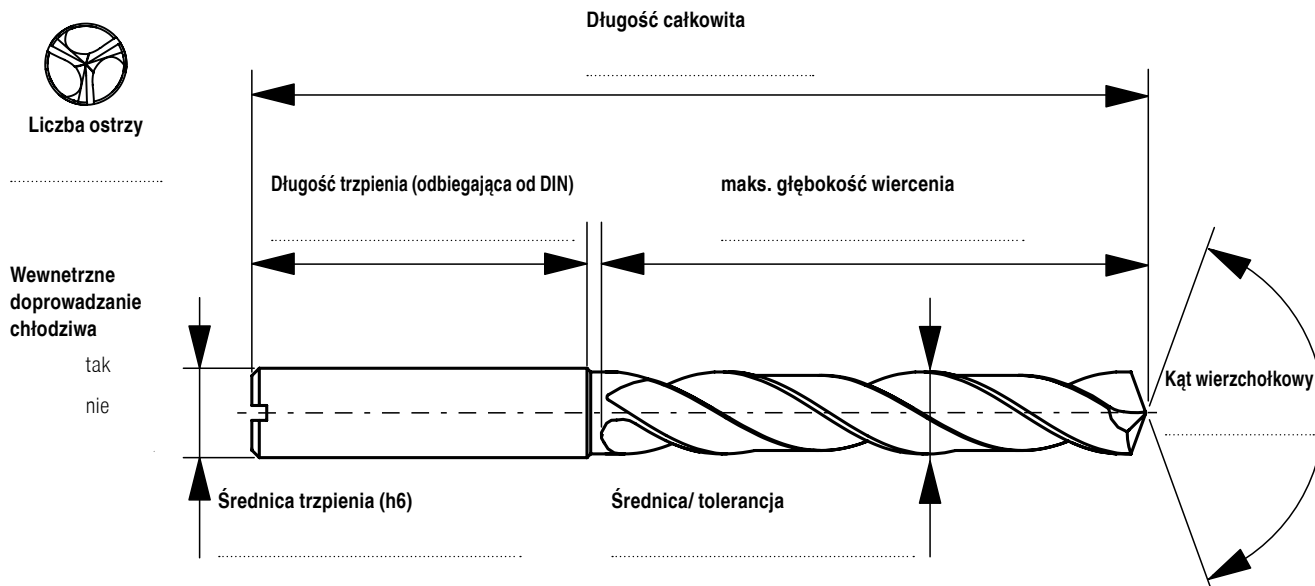 Długość całkowita
Liczba ostrzy
Długość trzpienia (odbiegająca od DIN)
maks. głębokość wiercenia
Wewnetrzne
doprowadzanie
chłodziwa
tak
nie
Kąt wierzchołkowy
Średnica trzpienia (h6)
Średnica/ tolerancja